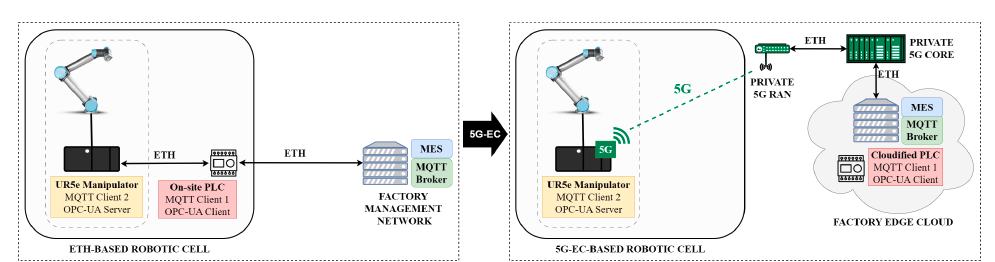 ETH
ETH
MES
MQTT
Broker
UR5e Manipulator
MQTT Client 2
OPC-UA Server
On-site PLC
MQTT Client 1
OPC-UA Client
FACTORY
MANAGEMENT
NETWORK
ETH-BASED ROBOTIC CELL
5G-EC
5G
5G
UR5e Manipulator
MQTT Client 2
OPC-UA Server
5G-EC-BASED ROBOTIC CELL
ETH
PRIVATE
5G RAN
PRIVATE
5G CORE
ETH
MES
MQTT
Broker
Cloudified PLC
MQTT Client 1
OPC-UA Client
FACTORY EDGE CLOUD